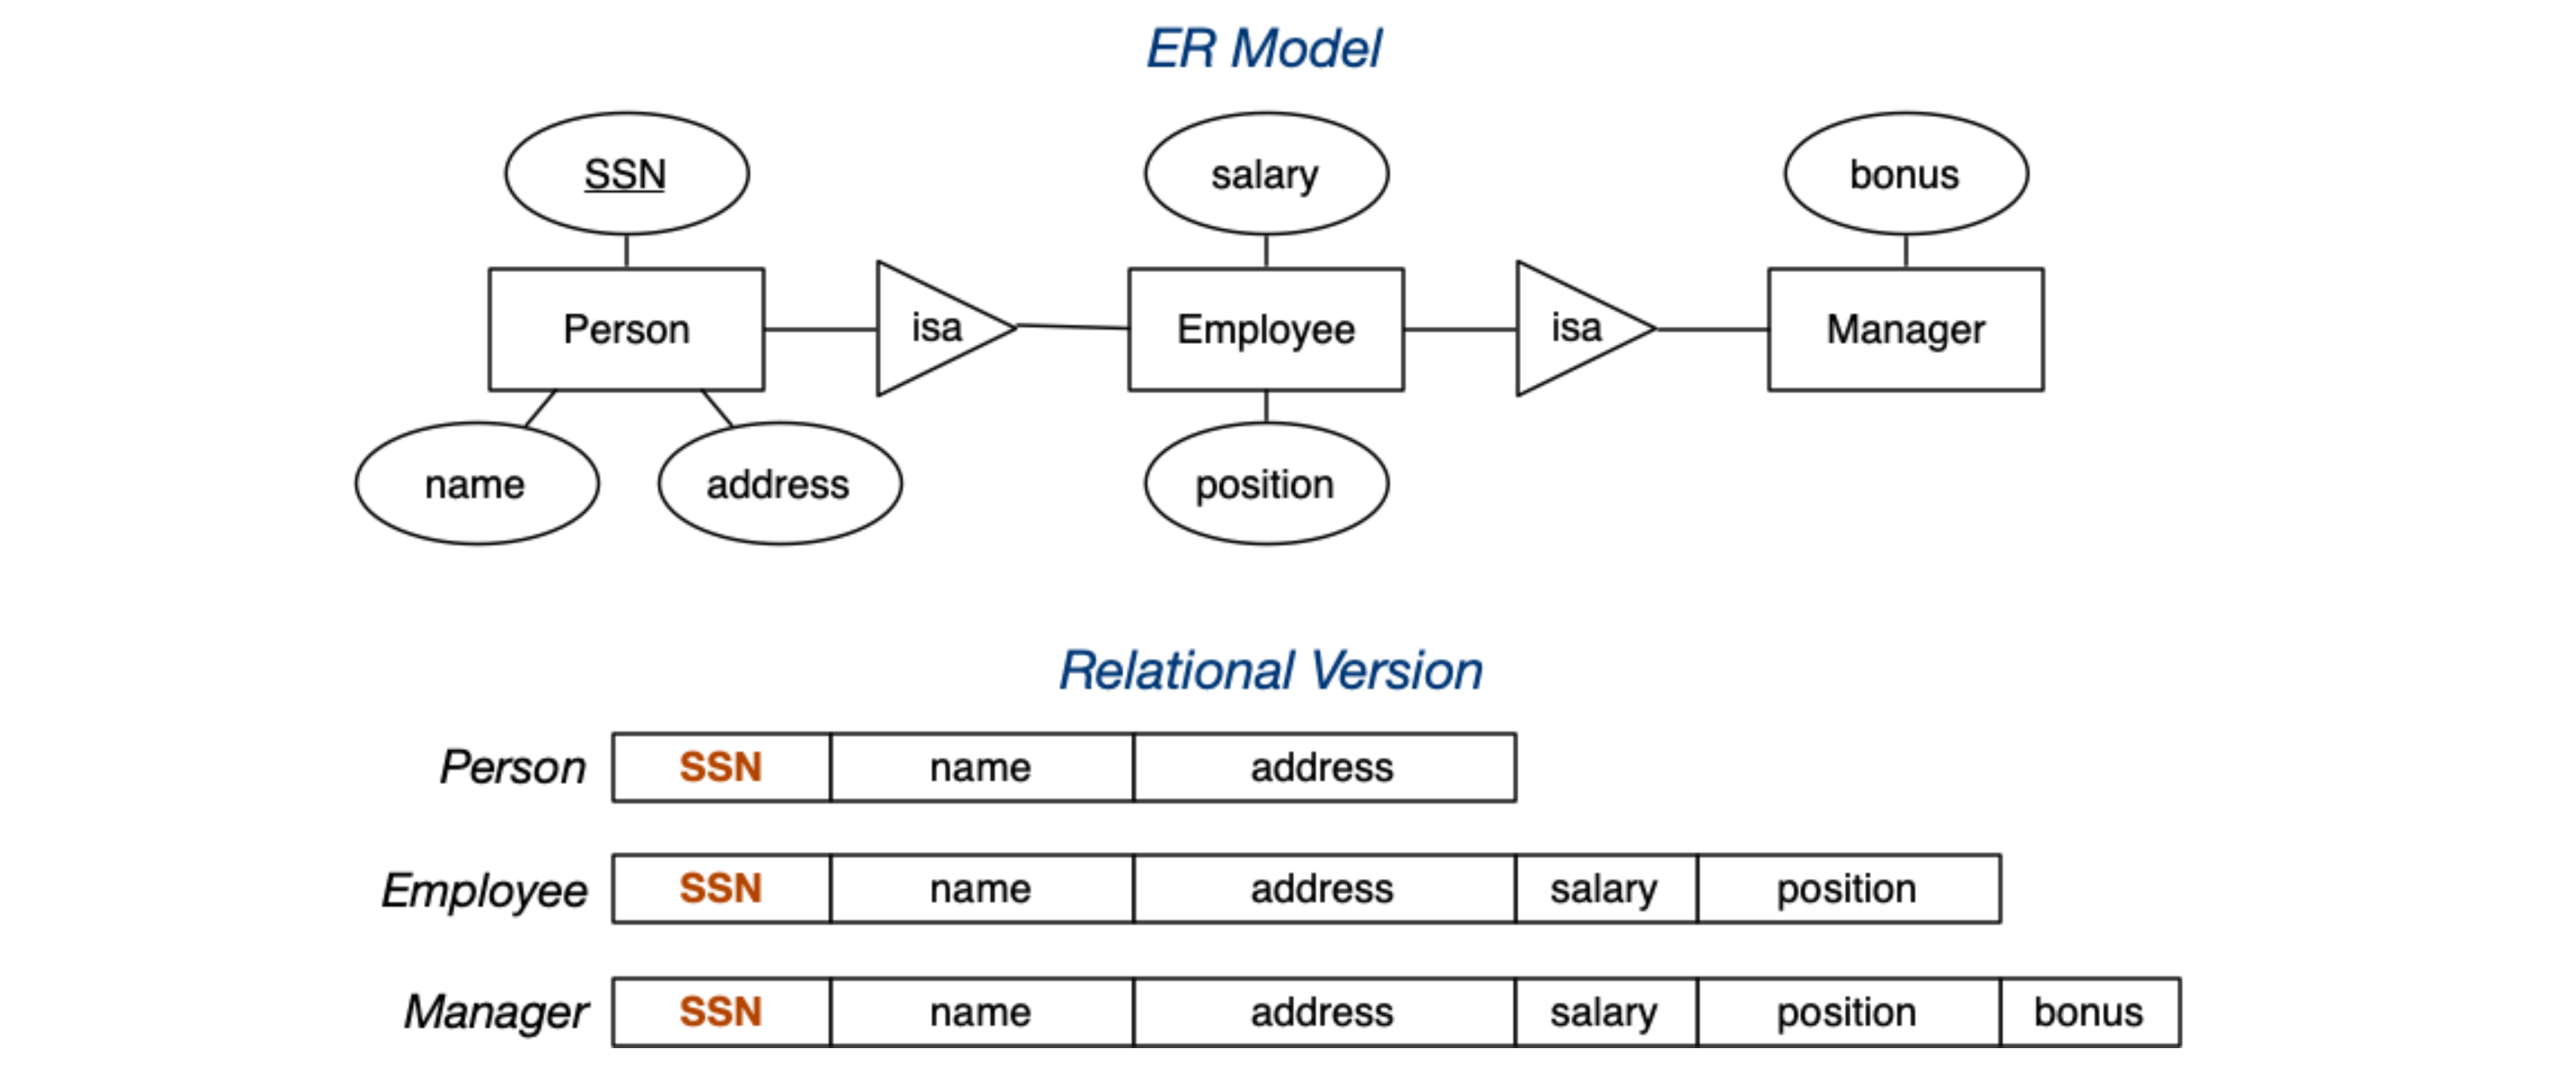 ER Model
SSN
salary
bonus
Person
isa
Employee
isa
Manager
name
address
position
Relational Version
Person SSN name address
Employee SSN name address salary position
Manager SSN name address salary position bonus